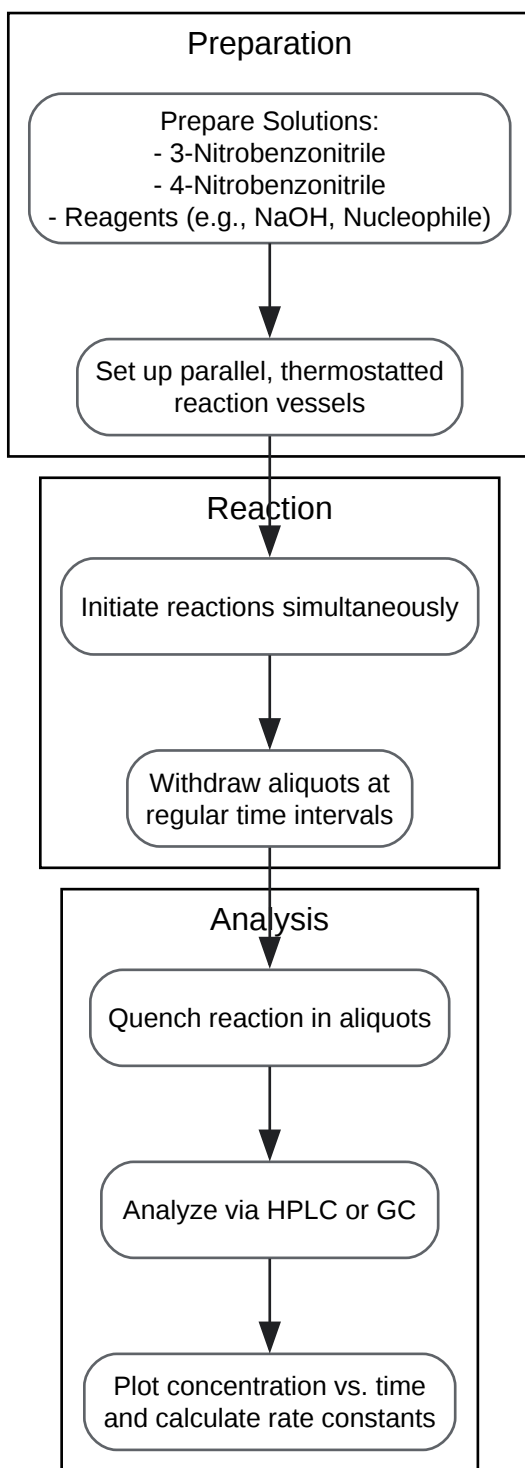 Preparation
Prepare Solutions:
- 3-Nitrobenzonitrile
- 4-Nitrobenzonitrile
- Reagents (e.g., NaOH, Nucleophile)
Set up parallel, thermostatted
reaction vessels
Reaction
Initiate reactions simultaneously
Withdraw aliquots at
regular time intervals
Analysis
Quench reaction in aliquots
Analyze via HPLC or GC
Plot concentration vs. time
and calculate rate constants